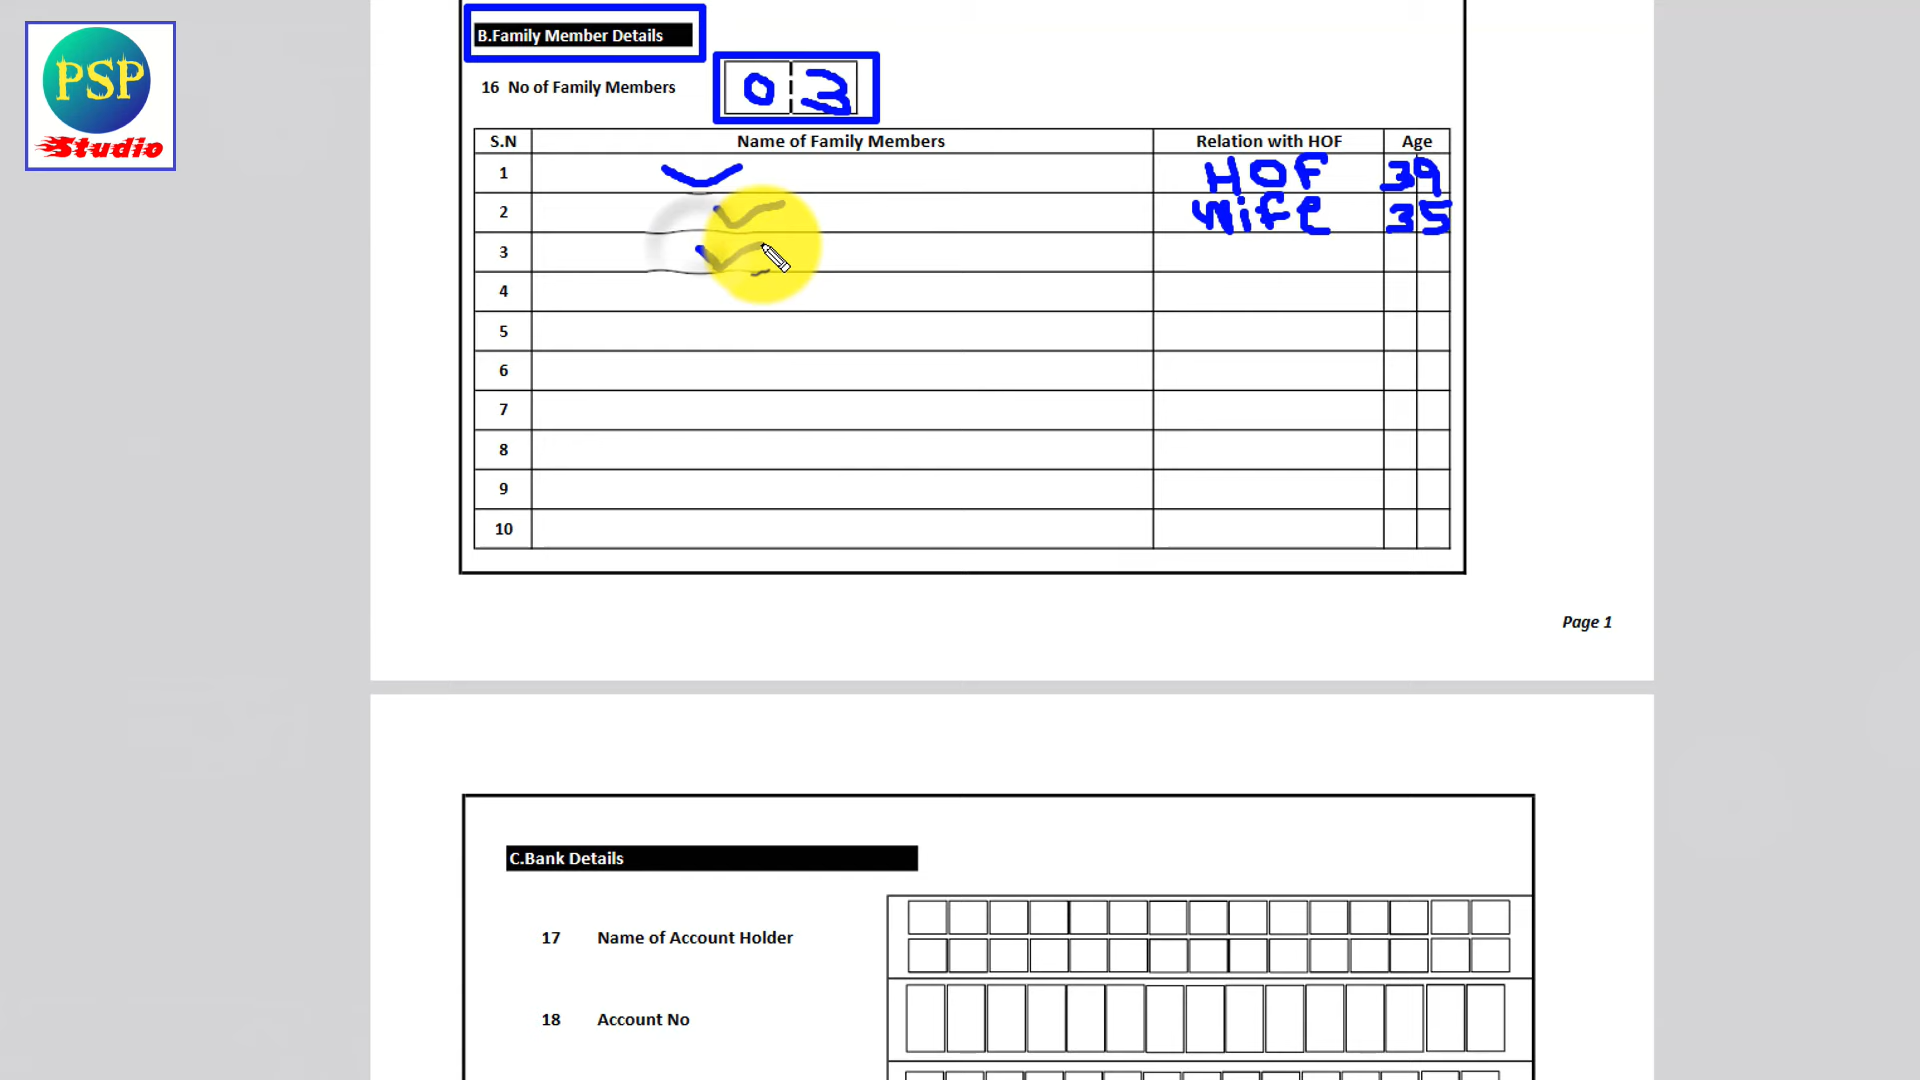 PSP
Studio
B.Family Member Details
16 No of Family Members 03
S.N Name of Family Members Relation with HOF Age
1 HOF 39
2 Wife 35
3
4
5
6
7
8
9
10
Page 1
C.Bank Details
17 Name of Account Holder
18 Account No